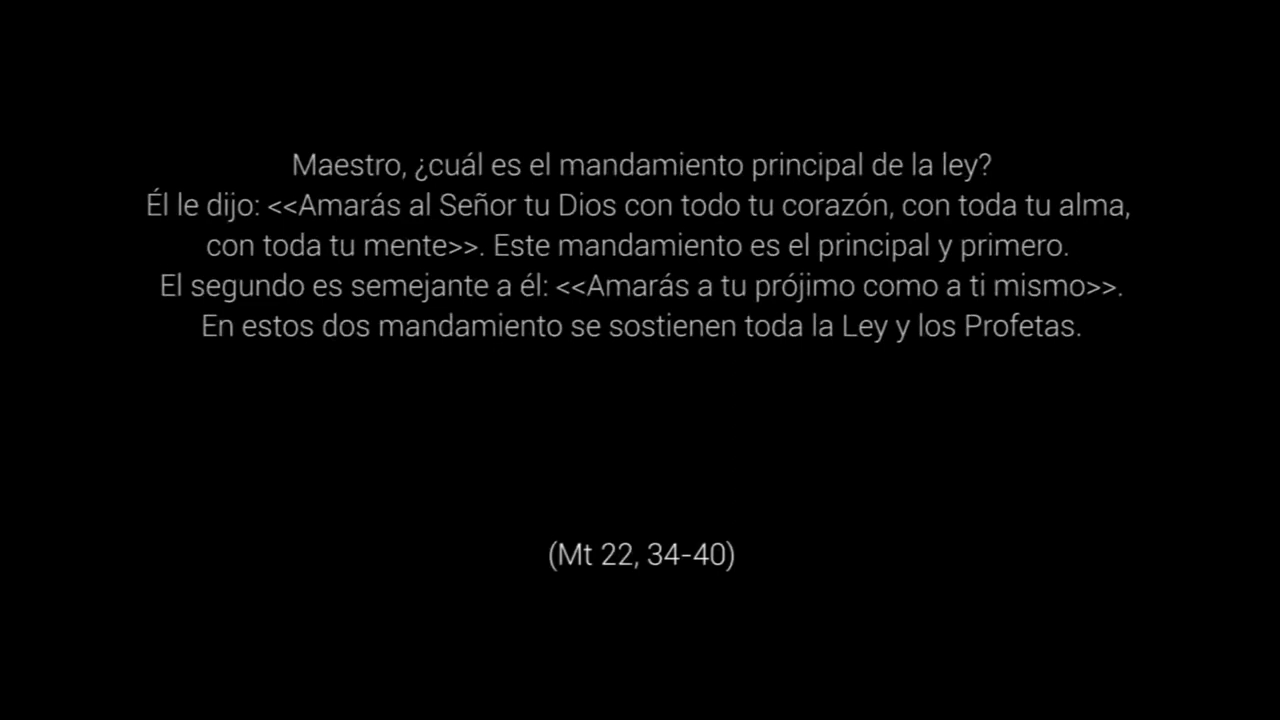 Maestro, ¿cuál es el mandamiento principal de la ley?
Él le dijo: <<Amarás al Señor tu Dios con todo tu corazón, con toda tu alma,
con toda tu mente>>. Este mandamiento es el principal y primero.
El segundo es semejante a él: <<Amarás a tu prójimo como a ti mismo>>.
En estos dos mandamiento se sostienen toda la Ley y los Profetas.
(Mt 22, 34-40)